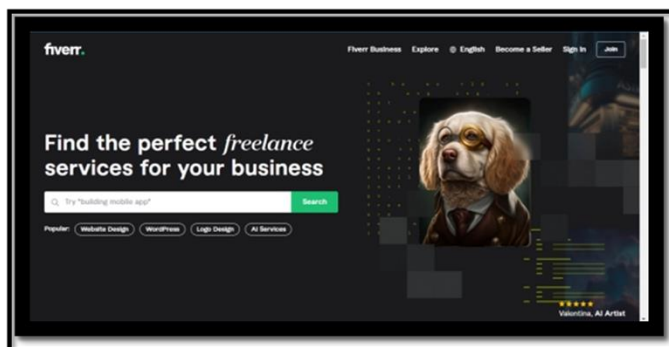 fiverr.
Fiverr Business Explore English Become a Seller Sign In Join
Find the perfect freelance
services for your business
Try "building mobile app" Search
Popular: Website Design WordPress Logo Design AI Services
Valentina, AI Artist